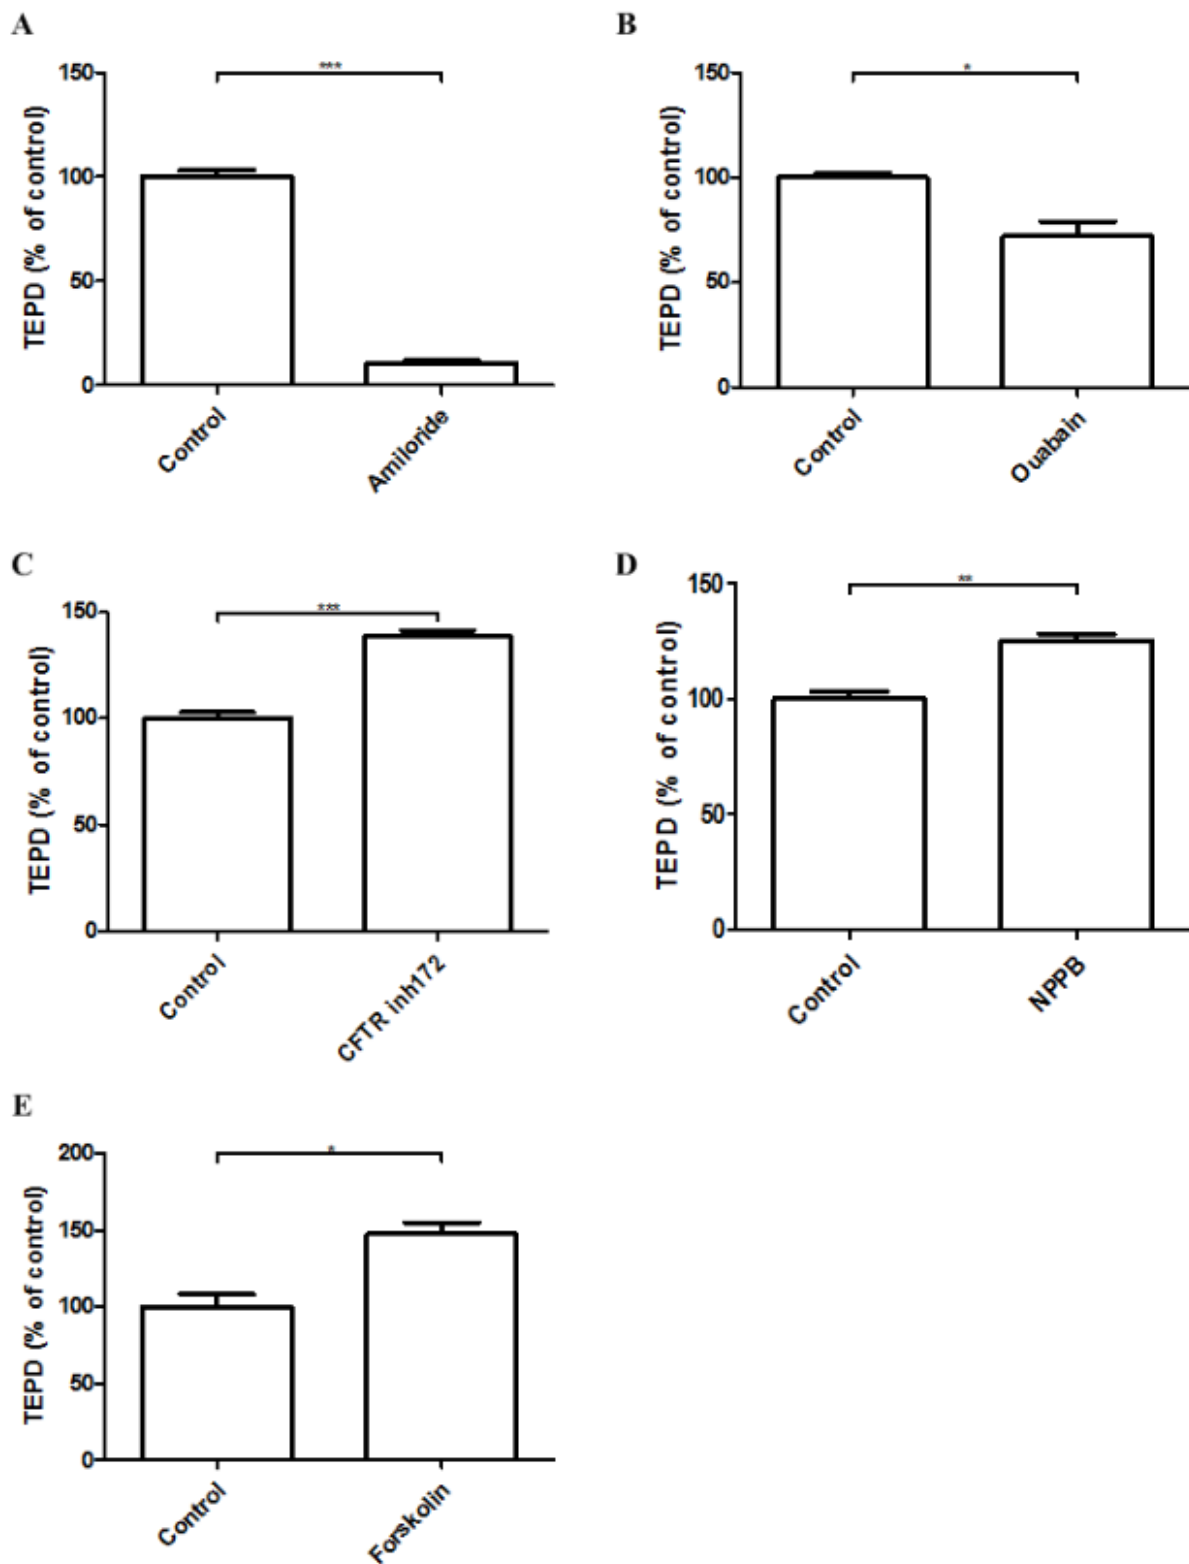 A
TEPD (% of control)
150
100
50
0
***
Control
Amiloride
B
TEPD (% of control)
150
100
50
0
*
Control
Ouabain
C
TEPD (% of control)
150
100
50
0
***
Control
CFTR inh172
D
TEPD (% of control)
150
100
50
0
**
Control
NPPB
E
TEPD (% of control)
200
150
100
50
0
*
Control
Forskolin